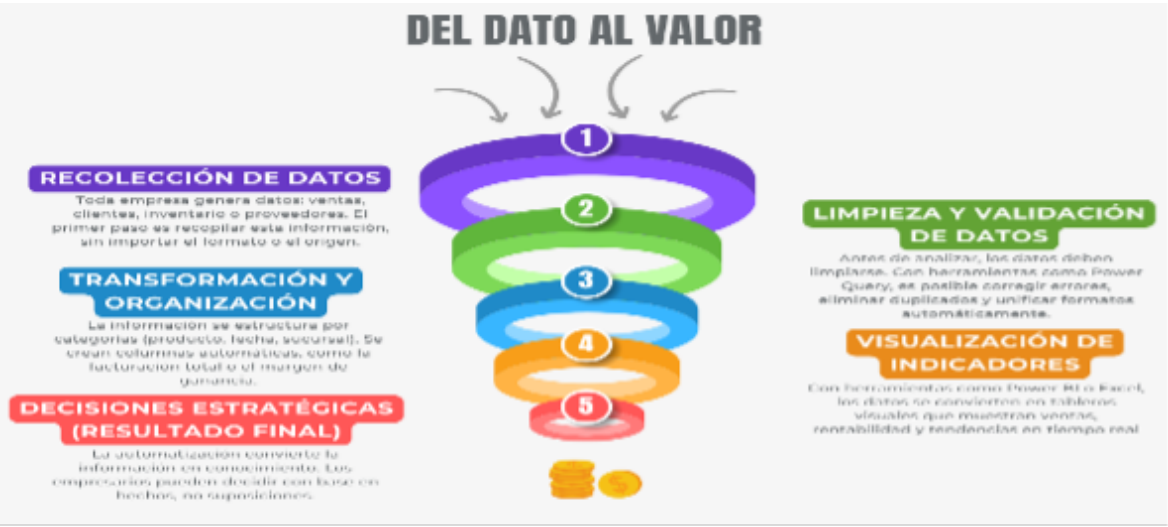 DEL DATO AL VALOR
1
RECOLECCIÓN DE DATOS
Toda empresa genera datos: ventas,
clientes, inventario o proveedores. El
primer paso es recopilar esta información,
sin importar el formato o el origen.
2
LIMPIEZA Y VALIDACIÓN
DE DATOS
Antes de analizar, los datos deben
limpiarse. Con herramientas como Power
Query, es posible corregir errores,
eliminar duplicados y unificar formatos
automáticamente.
3
TRANSFORMACIÓN Y
ORGANIZACIÓN
La información se estructura por
categorías (producto, fecha, sucursal). Se
crean columnas automáticas, como la
facturación total o el margen de
ganancia.
4
VISUALIZACIÓN DE
INDICADORES
Con herramientas como Power BI o Excel,
los datos se convierten en tableros
visuales que muestran ventas,
rentabilidad y tendencias en tiempo real
5
DECISIONES ESTRATÉGICAS
(RESULTADO FINAL)
La automatización convierte la
información en conocimiento. Los
empresarios pueden decidir con base en
hechos, no suposiciones.